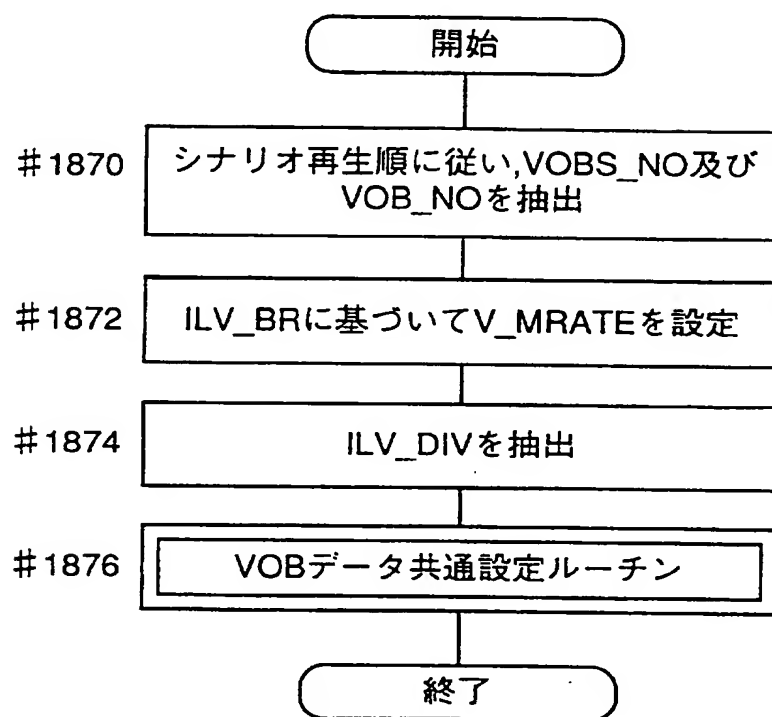 開始
#1870
シナリオ再生順に従い,VOBS_NO及び
VOB_NOを抽出
#1872
ILV_BRに基づいてV_MRATEを設定
#1874
ILV_DIVを抽出
#1876
VOBデータ共通設定ルーチン
終了